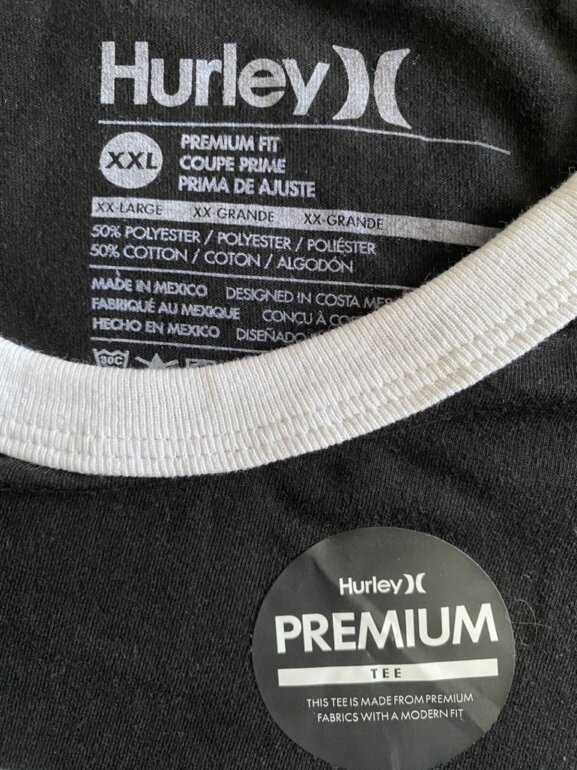 Hurley
XXL
PREMIUM FIT
COUPE PRIME
PRIMA DE AJUSTE
XX-LARGE XX-GRANDE XX-GRANDE
50% POLYESTER / POLYESTER / POLIÉSTER
50% COTTON / COTON / ALGODÓN
MADE IN MEXICO DESIGNED IN COSTA
FABRIQUÉ AU MEXIQUE CONÇU À
HECHO EN MEXICO DISEÑADO
30C
Hurley
PREMIUM
TEE
THIS TEE IS MADE FROM PREMIUM
FABRICS WITH A MODERN FIT